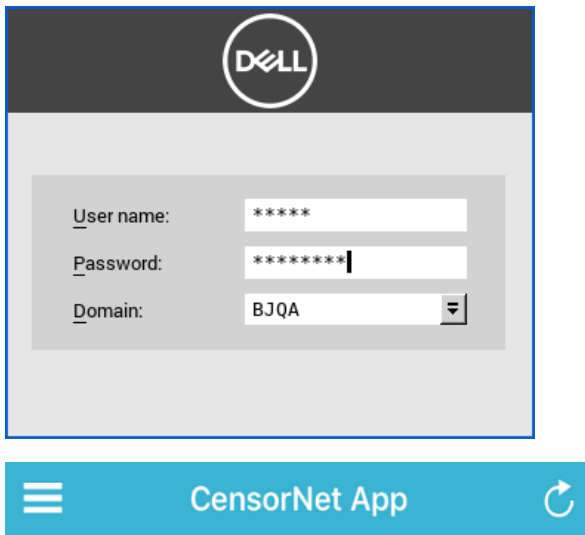 DELL
User name: *****
Password: ********
Domain: BJQA
CensorNet App